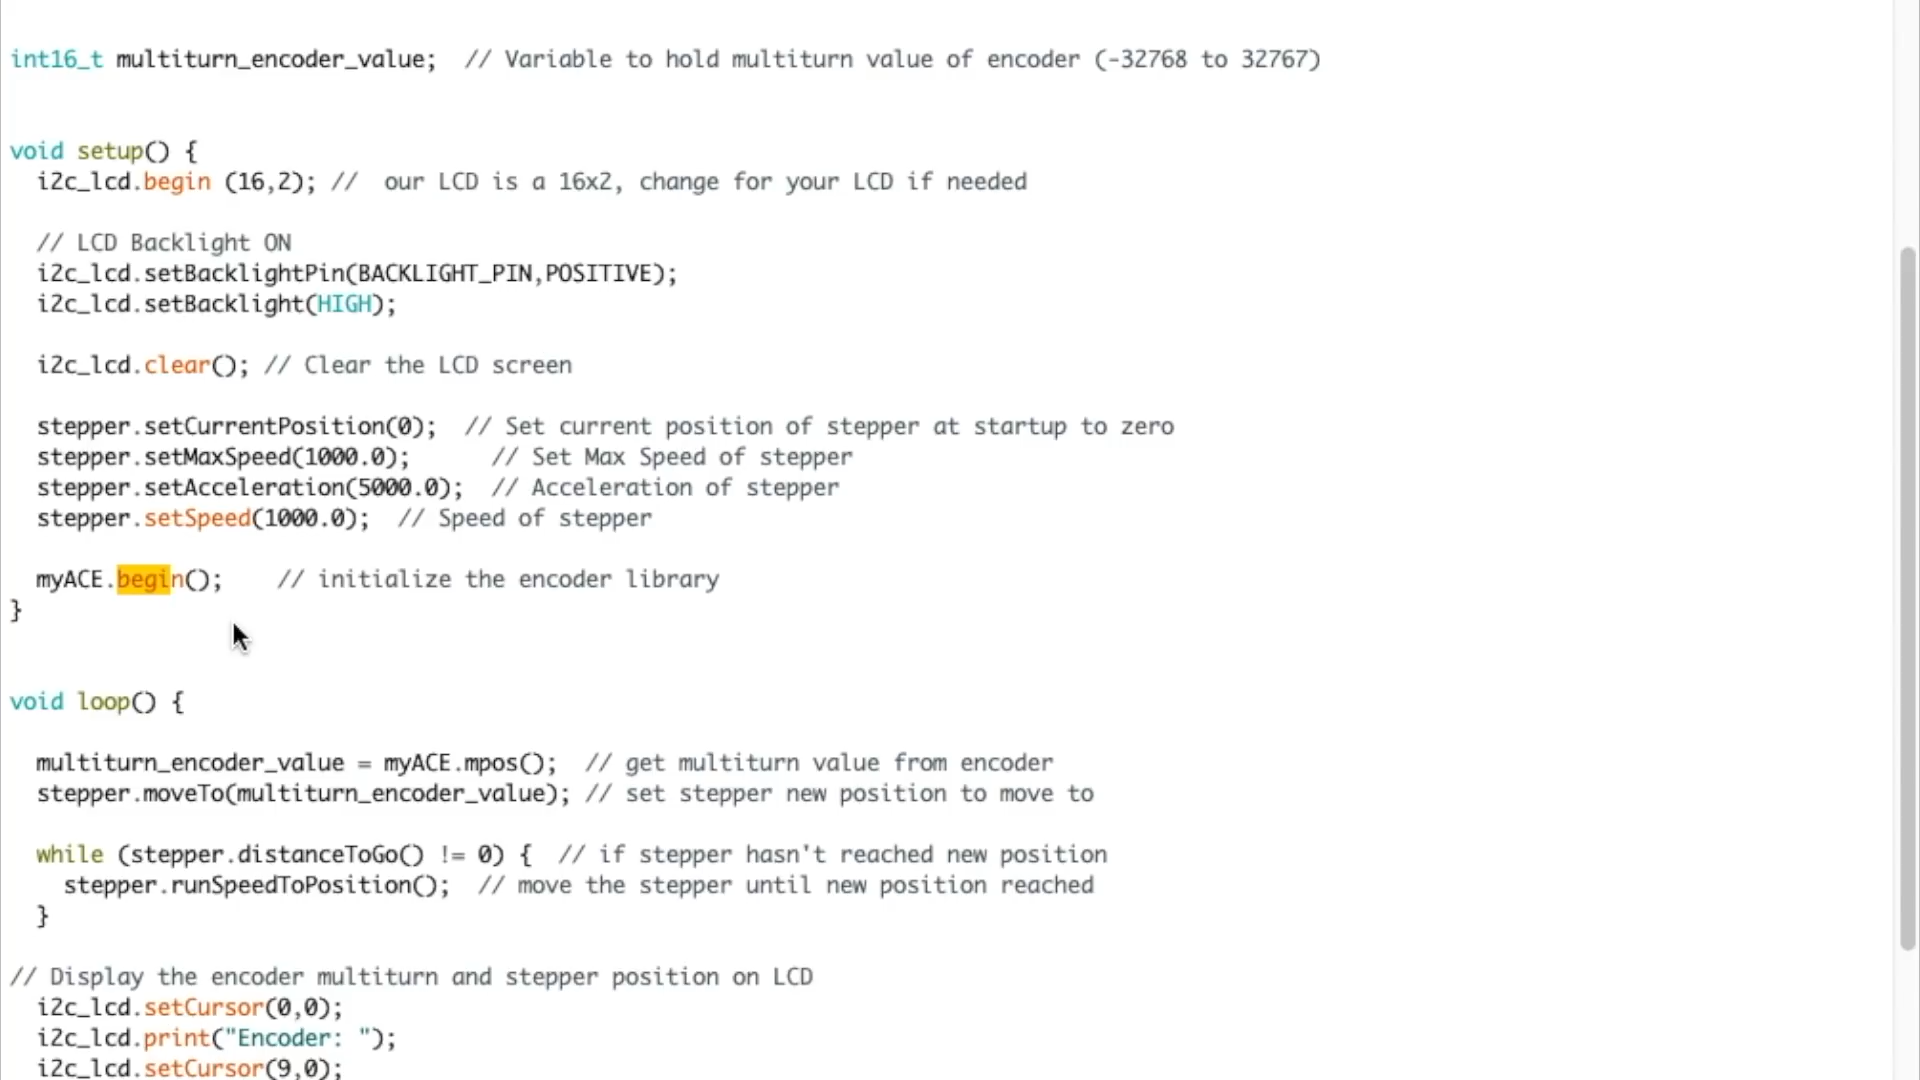 int16_t multiturn_encoder_value;  // Variable to hold multiturn value of encoder (-32768 to 32767)
void setup() {
  i2c_lcd.begin (16,2); //  our LCD is a 16x2, change for your LCD if needed
  // LCD Backlight ON
  i2c_lcd.setBacklightPin(BACKLIGHT_PIN,POSITIVE);
  i2c_lcd.setBacklight(HIGH);
  i2c_lcd.clear(); // Clear the LCD screen
  stepper.setCurrentPosition(0);  // Set current position of stepper at startup to zero
  stepper.setMaxSpeed(1000.0);      // Set Max Speed of stepper
  stepper.setAcceleration(5000.0);  // Acceleration of stepper
  stepper.setSpeed(1000.0);  // Speed of stepper
  myACE.begin();    // initialize the encoder library
}
void loop() {
  multiturn_encoder_value = myACE.mpos();  // get multiturn value from encoder
  stepper.moveTo(multiturn_encoder_value); // set stepper new position to move to
  while (stepper.distanceToGo() != 0) {  // if stepper hasn't reached new position
    stepper.runSpeedToPosition();  // move the stepper until new position reached
  }
// Display the encoder multiturn and stepper position on LCD
  i2c_lcd.setCursor(0,0);
  i2c_lcd.print("Encoder: ");
  i2c_lcd.setCursor(9,0);